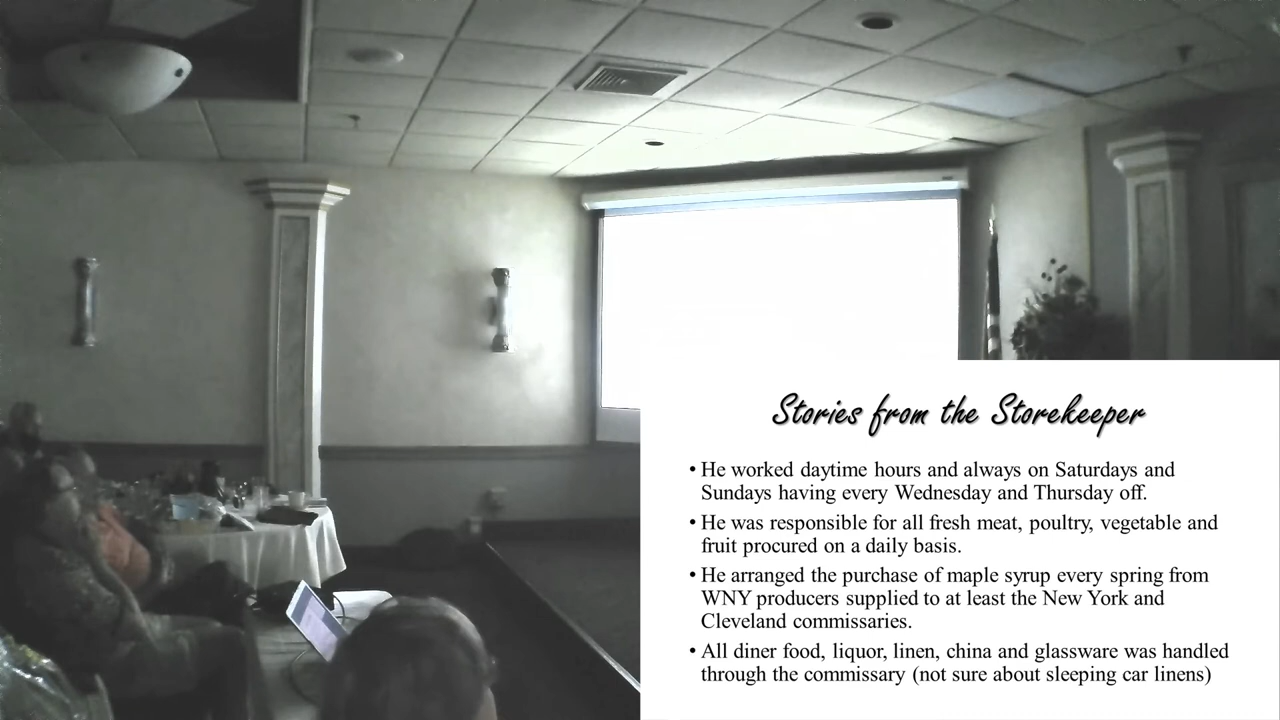 Stories from the Storekeeper
• He worked daytime hours and always on Saturdays and
Sundays having every Wednesday and Thursday off.
• He was responsible for all fresh meat, poultry, vegetable and
fruit procured on a daily basis.
• He arranged the purchase of maple syrup every spring from
WNY producers supplied to at least the New York and
Cleveland commissaries.
• All diner food, liquor, linen, china and glassware was handled
through the commissary (not sure about sleeping car linens)